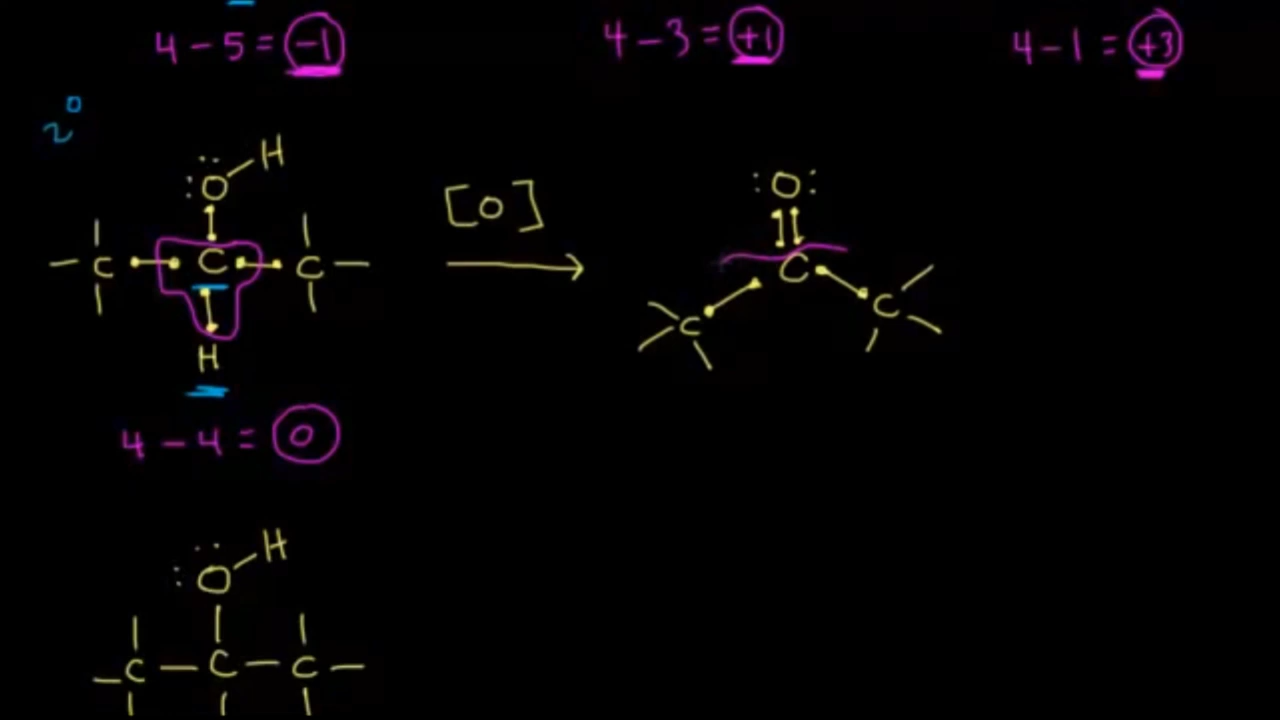 4 - 5 = -1
4 - 3 = +1
4 - 1 = +3
2°
:Ö-H
[O]
:O:
C C C
C
C C
H
4 - 4 = 0
:Ö-H
C - C - C